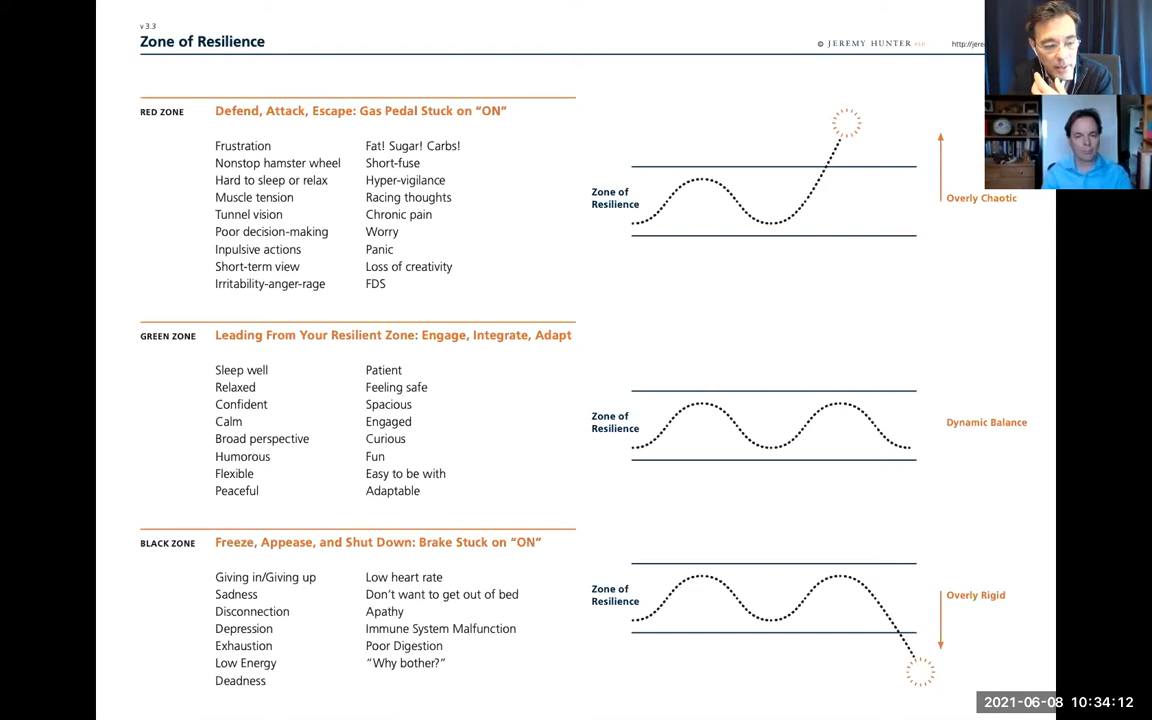 v 3.3
Zone of Resilience
© JEREMY HUNTER PHD
RED ZONE
Defend, Attack, Escape: Gas Pedal Stuck on “ON”
Frustration
Nonstop hamster wheel
Hard to sleep or relax
Muscle tension
Tunnel vision
Poor decision-making
Inpulsive actions
Short-term view
Irritability-anger-rage
Fat! Sugar! Carbs!
Short-fuse
Hyper-vigilance
Racing thoughts
Chronic pain
Worry
Panic
Loss of creativity
FDS
Zone of
Resilience
Overly Chaotic
GREEN ZONE
Leading From Your Resilient Zone: Engage, Integrate, Adapt
Sleep well
Relaxed
Confident
Calm
Broad perspective
Humorous
Flexible
Peaceful
Patient
Feeling safe
Spacious
Engaged
Curious
Fun
Easy to be with
Adaptable
Zone of
Resilience
Dynamic Balance
BLACK ZONE
Freeze, Appease, and Shut Down: Brake Stuck on “ON”
Giving in/Giving up
Sadness
Disconnection
Depression
Exhaustion
Low Energy
Deadness
Low heart rate
Don’t want to get out of bed
Apathy
Immune System Malfunction
Poor Digestion
“Why bother?”
Zone of
Resilience
Overly Rigid
2021-06-08 10:34:12